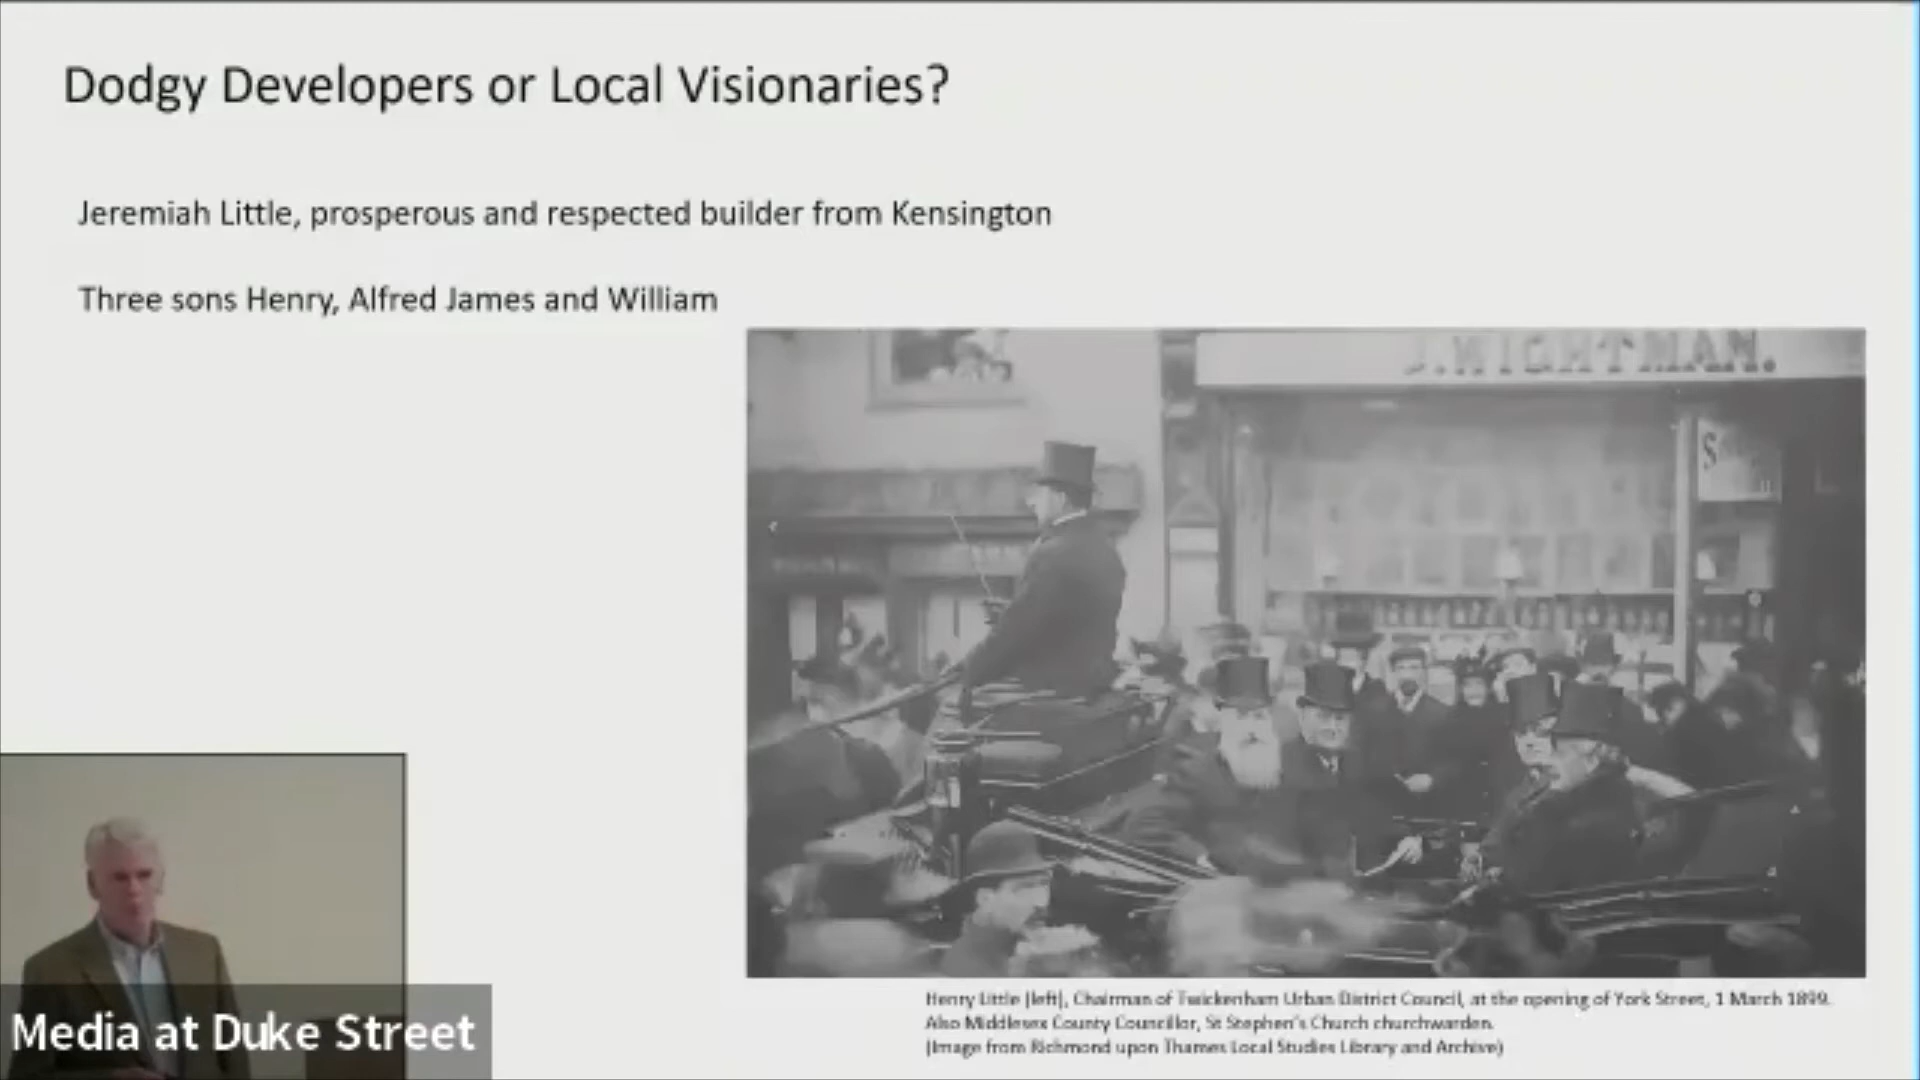 Dodgy Developers or Local Visionaries?
Jeremiah Little, prosperous and respected builder from Kensington
Three sons Henry, Alfred James and William
J.WIGHTMAN.
S
Henry Little (left), Chairman of Twickenham Urban District Council, at the opening of York Street, 1 March 1899.
Also Middlesex County Councillor, St Stephen's Church churchwarden.
(Image from Richmond upon Thames Local Studies Library and Archive)
Media at Duke Street